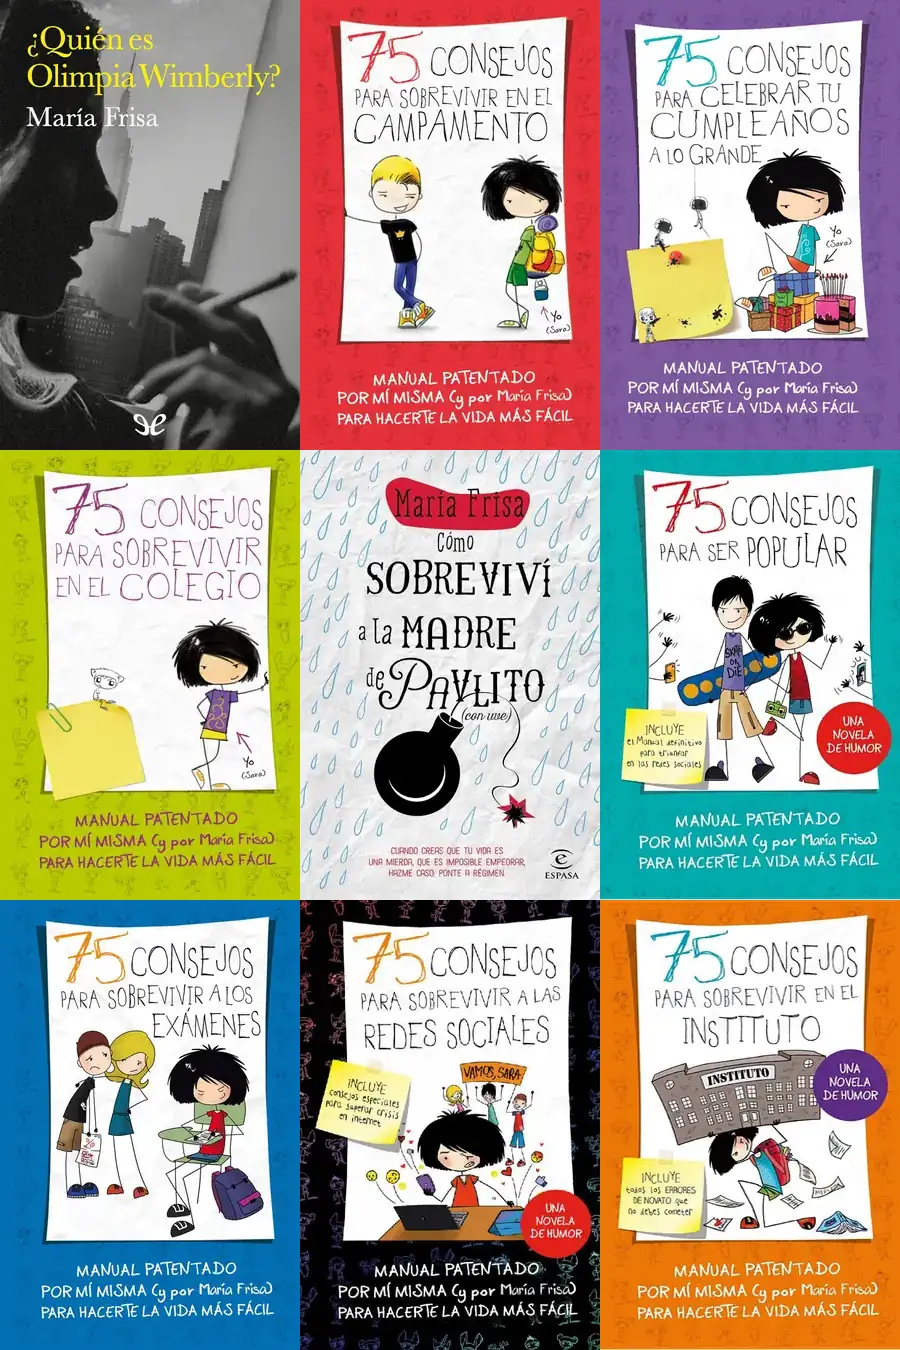 ¿Quién es
Olimpia Wimberly?
María Frisa
75 CONSEJOS
PARA SOBREVIVIR EN EL
CAMPAMENTO
Yo
(Sara)
MANUAL PATENTADO
POR MÍ MISMA (y por María Frisa)
PARA HACERTE LA VIDA MÁS FÁCIL
75 CONSEJOS
PARA CELEBRAR TU
CUMPLEAÑOS
A LO GRANDE
Yo
(Sara)
MANUAL PATENTADO
POR MÍ MISMA (y por María Frisa)
PARA HACERTE LA VIDA MÁS FÁCIL
75 CONSEJOS
PARA SOBREVIVIR
EN EL COLEGIO
Yo
(Sara)
MANUAL PATENTADO
POR MÍ MISMA (y por María Frisa)
PARA HACERTE LA VIDA MÁS FÁCIL
María Frisa
Cómo
SOBREVIVÍ
a la MADRE
de PAVLITO
(con uve)
CUANDO CREAS QUE TU VIDA ES
UNA MIERDA, QUE ES IMPOSIBLE EMPEORAR,
HAZME CASO: PONTE A RÉGIMEN.
e
ESPASA
75 CONSEJOS
PARA SER POPULAR
SKATE
OR
DIE
INCLUYE
el Manual definitivo
para triunfar
en las redes sociales
UNA
NOVELA
DE HUMOR
MANUAL PATENTADO
POR MÍ MISMA (y por María Frisa)
PARA HACERTE LA VIDA MÁS FÁCIL
75 CONSEJOS
PARA SOBREVIVIR A LOS
EXÁMENES
MANUAL PATENTADO
POR MÍ MISMA (y por María Frisa)
PARA HACERTE LA VIDA MÁS FÁCIL
75 CONSEJOS
PARA SOBREVIVIR A LAS
REDES SOCIALES
INCLUYE
consejos especiales
para superar crisis
en internet
VAMOS, SARA
UNA
NOVELA
DE HUMOR
MANUAL PATENTADO
POR MÍ MISMA (y por María Frisa)
PARA HACERTE LA VIDA MÁS FÁCIL
75 CONSEJOS
PARA SOBREVIVIR EN EL
INSTITUTO
INSTITUTO
UNA
NOVELA
DE HUMOR
INCLUYE
todos los ERRORES
DE NOVATO que
no debes cometer
MANUAL PATENTADO
POR MÍ MISMA (y por María Frisa)
PARA HACERTE LA VIDA MÁS FÁCIL